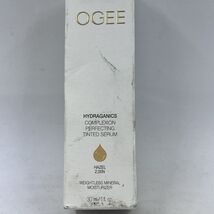 OGEE
HYDRAGANICS
COMPLEXION
PERFECTING
TINTED SERUM
HAZEL
WEIGHTLESS MINERAL
MOISTURIZER